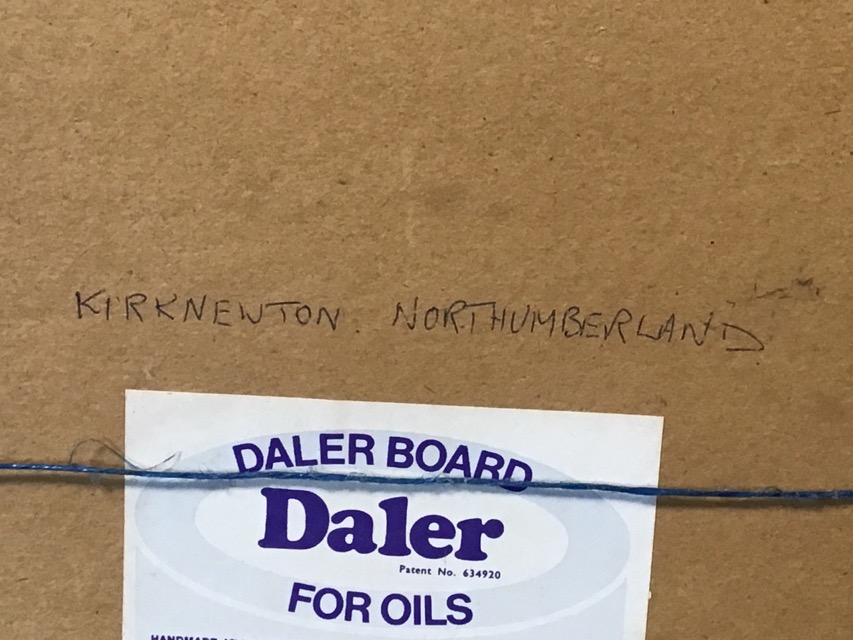 KIRKNEWTON. NORTHUMBERLAND
DALER BOARD
Daler
Patent No. 634920
FOR OILS